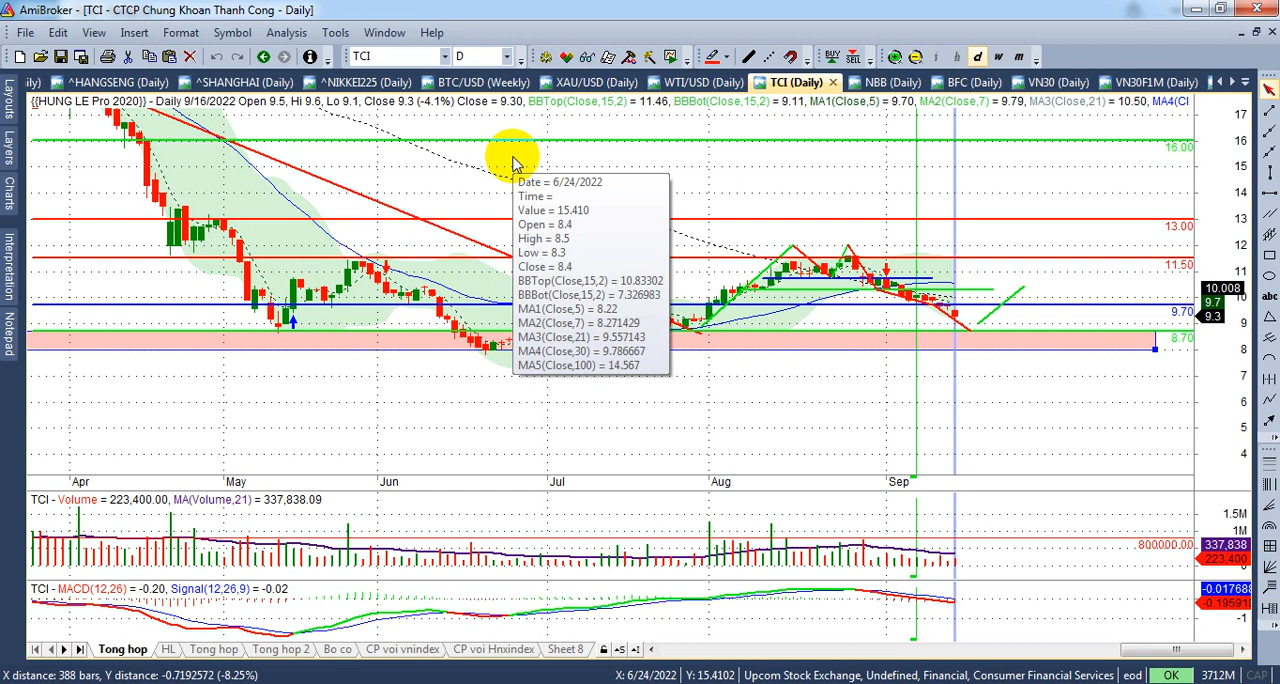 AmiBroker - [TCI - CTCP Chung Khoan Thanh Cong - Daily]
File Edit View Insert Format Symbol Analysis Tools Window Help
TCI D BUY SELL i h d w m
ily) ^HANGSENG (Daily) ^SHANGHAI (Daily) ^NIKKEI225 (Daily) BTC/USD (Weekly) XAU/USD (Daily) WTI/USD (Daily) TCI (Daily) NBB (Daily) BFC (Daily) VN30 (Daily) VN30F1M (Daily)
{{HUNG LE Pro 2020}} - Daily 9/16/2022 Open 9.5, Hi 9.6, Lo 9.1, Close 9.3 (-4.1%) Close = 9.30, BBTop(Close,15,2) = 11.46, BBBot(Close,15,2) = 9.11, MA1(Close,5) = 9.70, MA2(Close,7) = 9.79, MA3(Close,21) = 10.50, MA4(Cl
Layouts
Layers
Charts
Interpretation
Notepad
abc
17
16
16.00
15
14
13
13.00
12
11.50
11
10.008
10
9.7
9.70
9.3
9
8.70
8
7
6
5
4
Date = 6/24/2022
Time =
Value = 15.410
Open = 8.4
High = 8.5
Low = 8.3
Close = 8.4
BBTop(Close,15,2) = 10.83302
BBBot(Close,15,2) = 7.326983
MA1(Close,5) = 8.22
MA2(Close,7) = 8.271429
MA3(Close,21) = 9.557143
MA4(Close,30) = 9.786667
MA5(Close,100) = 14.567
Apr May Jun Jul Aug Sep
TCI - Volume = 223,400.00, MA(Volume,21) = 337,838.09
1.5M
1M
800000.00
337,838
223,400
0
TCI - MACD(12,26) = -0.20, Signal(12,26,9) = -0.02
-0.017688
-0.195918
-1
Tong hop HL Tong hop Tong hop 2 Bo co CP voi vnindex CP voi Hnxindex Sheet 8
X distance: 388 bars, Y distance: -0.7192572 (-8.25%) X: 6/24/2022 Y: 15.4102 Upcom Stock Exchange, Undefined, Financial, Consumer Financial Services eod OK 3712M CAP